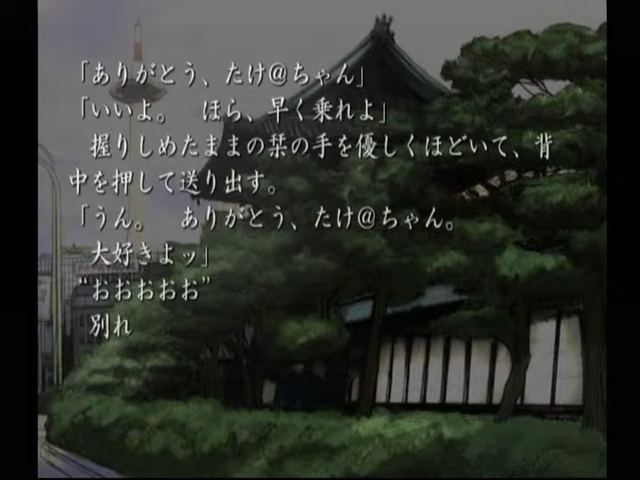 「ありがとう、たけ@ちゃん」
「いいよ。　ほら、早く乗れよ」
　握りしめたままの栞の手を優しくほどいて、背
中を押して送り出す。
「うん。　ありがとう、たけ@ちゃん。
　大好きよッ」
“おおおおお”
　別れ